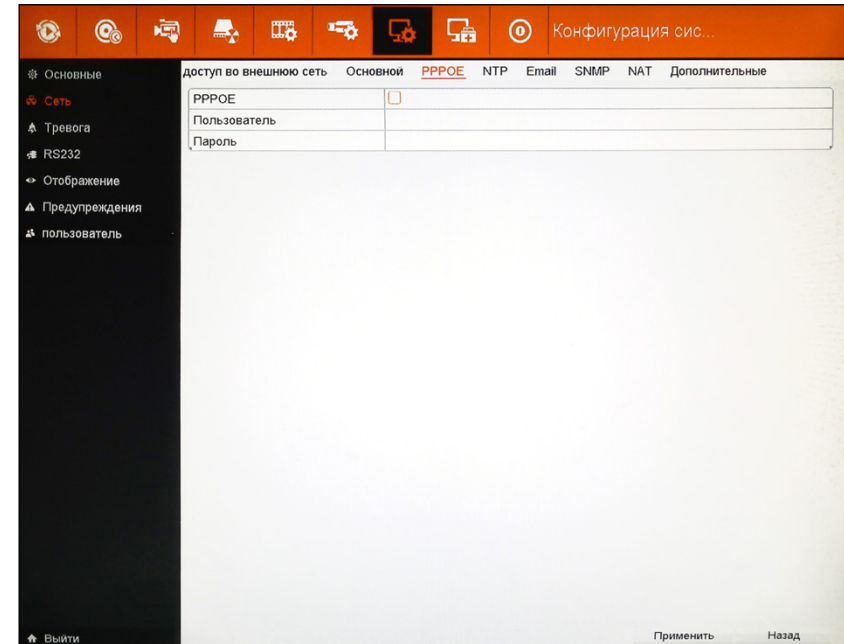 Конфигурация сис...
Основные
Сеть
Тревога
RS232
Отображение
Предупреждения
пользователь
Выйти
доступ во внешнюю сеть Основной PPPOE NTP Email SNMP NAT Дополнительные
PPPOE
Пользователь
Пароль
Применить Назад